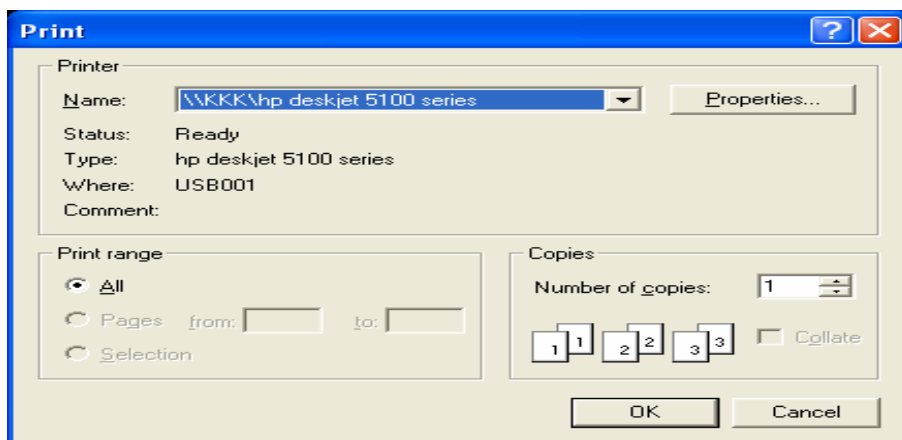 Print
Printer
Name: \\KKK\hp deskjet 5100 series Properties...
Status: Ready
Type: hp deskjet 5100 series
Where: USB001
Comment:
Print range
All
Pages from: to:
Selection
Copies
Number of copies: 1
1 1 2 2 3 3 Collate
OK Cancel